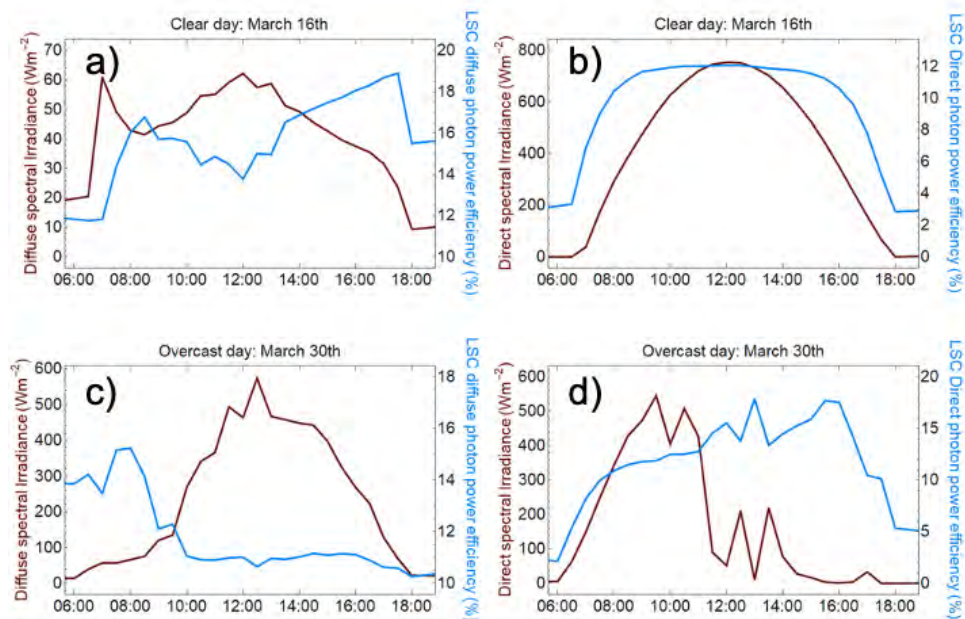 Clear day: March 16th
a)
Diffuse spectral Irradiance (Wm⁻²)
70
60
50
40
30
20
10
0
20
18
16
14
12
10
LSC diffuse photon power efficiency (%)
06:00 08:00 10:00 12:00 14:00 16:00 18:00
Clear day: March 16th
b)
Direct spectral Irradiance (Wm⁻²)
800
600
400
200
0
12
10
8
6
4
2
0
LSC Direct photon power efficiency (%)
06:00 08:00 10:00 12:00 14:00 16:00 18:00
Overcast day: March 30th
c)
Diffuse spectral Irradiance (Wm⁻²)
600
500
400
300
200
100
0
18
16
14
12
10
LSC diffuse photon power efficiency (%)
06:00 08:00 10:00 12:00 14:00 16:00 18:00
Overcast day: March 30th
d)
Direct spectral Irradiance (Wm⁻²)
600
500
400
300
200
100
0
20
15
10
5
0
LSC Direct photon power efficiency (%)
06:00 08:00 10:00 12:00 14:00 16:00 18:00